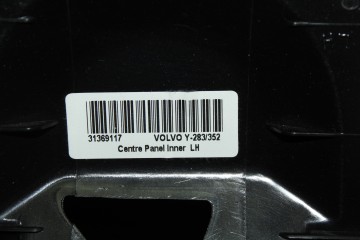 31369117 VOLVO Y-283/352
Centre Panel Inner LH